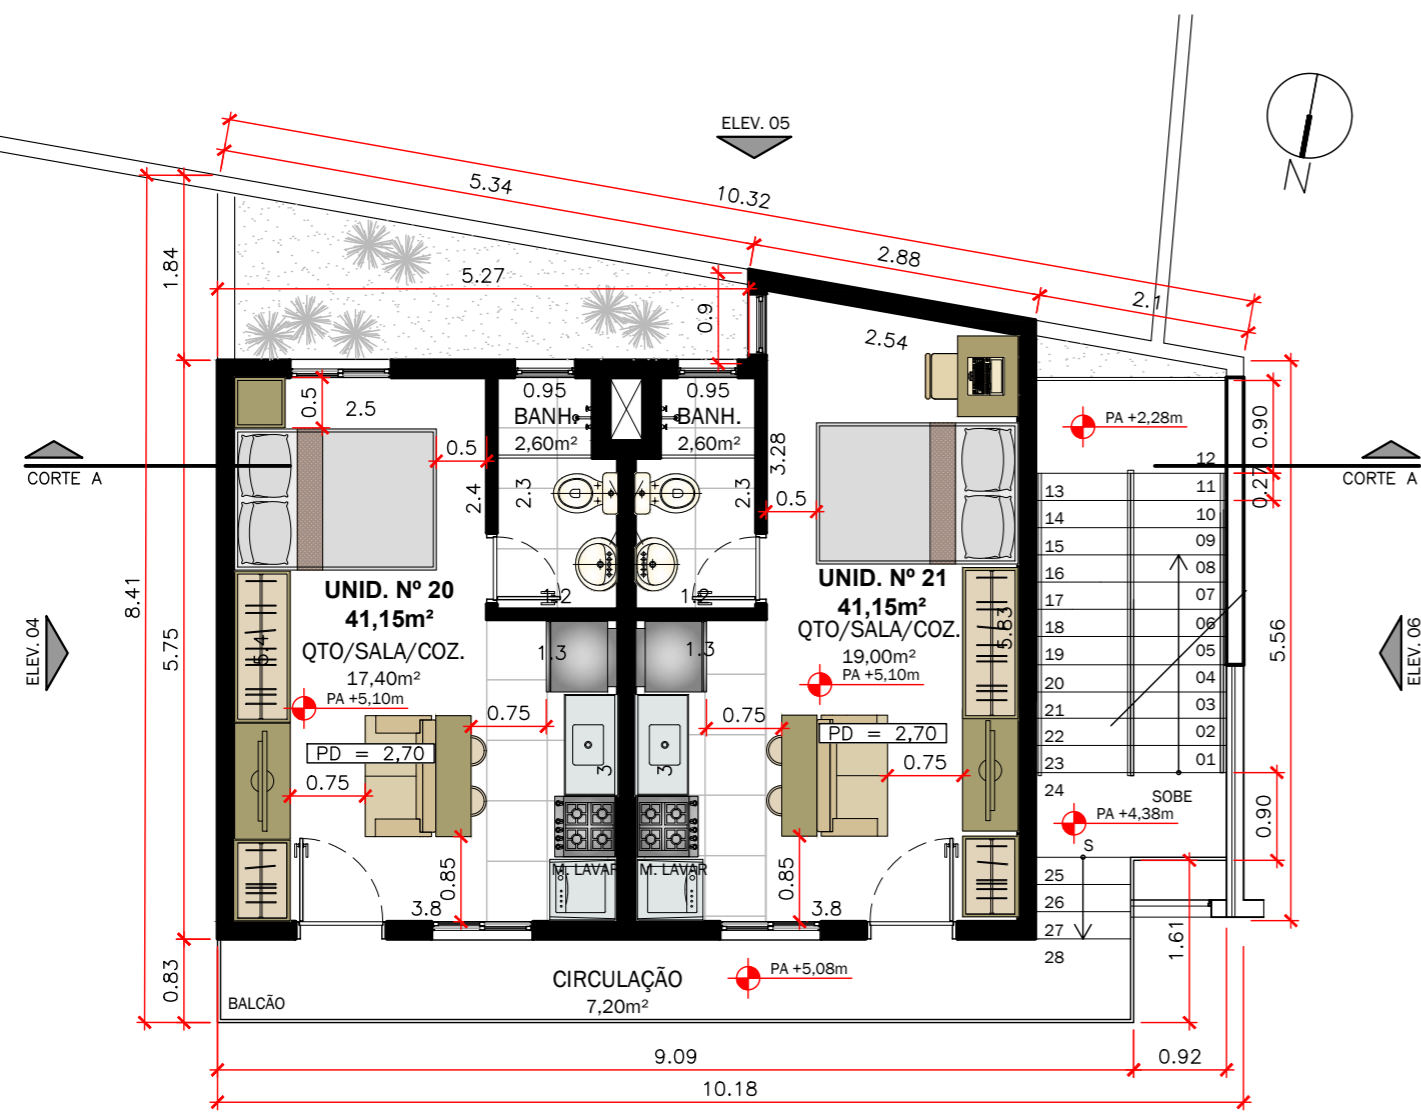 ELEV. 05
N
5.34
10.32
2.88
2.1
1.84
5.27
0.9
2.54
0.5
2.5
0.95
BANH.
2,60m²
0.95
BANH.
2,60m²
PA +2,28m
0.90
CORTE A
CORTE A
0.5
2.4
2.3
2.3
3.28
0.5
12
11
10
09
08
07
06
05
04
03
02
01
0.27
13
14
15
16
17
18
19
20
21
22
23
24
8.41
5.75
ELEV. 04
UNID. Nº 20
41,15m²
QTO/SALA/COZ.
17,40m²
PA +5,10m
5.4
1.2
1.2
1.3
1.3
UNID. Nº 21
41,15m²
QTO/SALA/COZ.
19,00m²
PA +5,10m
5.83
5.56
ELEV. 06
PD = 2,70
0.75
0.75
3
3
0.75
PD = 2,70
0.75
SOBE
PA +4,38m
0.90
S
25
26
27
28
0.85
M. LAVAR
M. LAVAR
0.85
3.8
3.8
1.61
0.83
BALCÃO
CIRCULAÇÃO
7,20m²
PA +5,08m
9.09
0.92
10.18